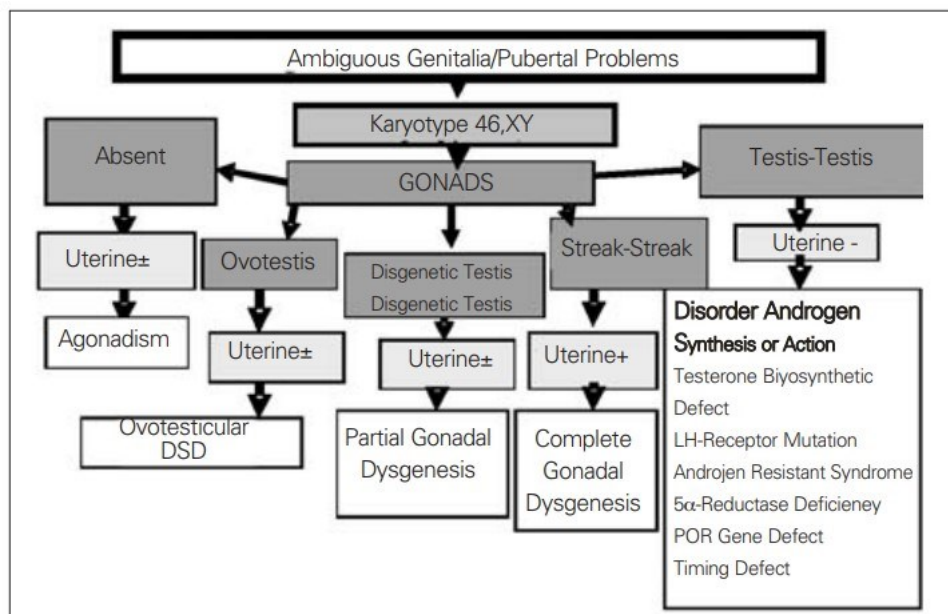 Ambiguous Genitalia/Pubertal Problems
Karyotype 46,XY
Absent
GONADS
Testis-Testis
Uterine±
Ovotestis
Disgenetic Testis
Disgenetic Testis
Streak-Streak
Uterine -
Agonadism
Uterine±
Uterine±
Uterine+
Ovotesticular
DSD
Partial Gonadal
Dysgenesis
Complete
Gonadal
Dysgenesis
Disorder Androgen
Synthesis or Action
Testerone Biyosynthetic
Defect
LH-Receptor Mutation
Androjen Resistant Syndrome
5α-Reductase Deficieney
POR Gene Defect
Timing Defect